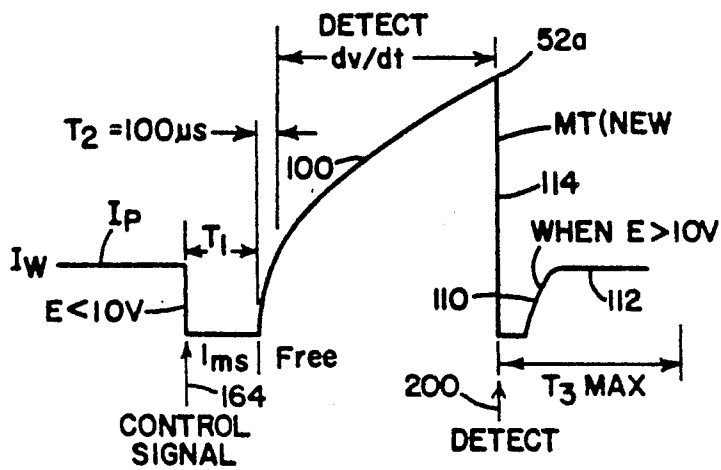 DETECT
dv/dt
52a
T2 = 100µs
MT(NEW
100
114
IP
T1
WHEN E>10V
IW
E<10V
110
112
1ms
Free
164
200
T3 MAX
CONTROL
SIGNAL
DETECT